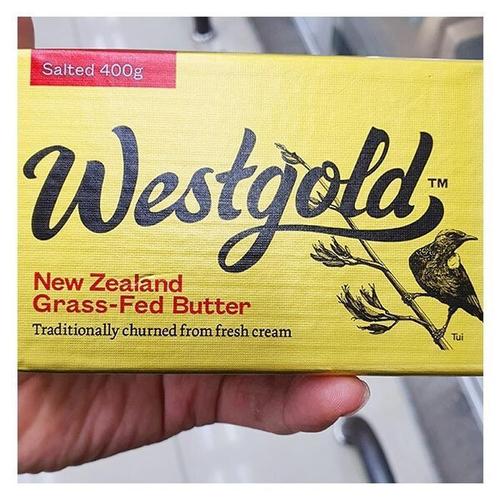 Salted 400g
Westgold™
New Zealand
Grass-Fed Butter
Traditionally churned from fresh cream
Tui